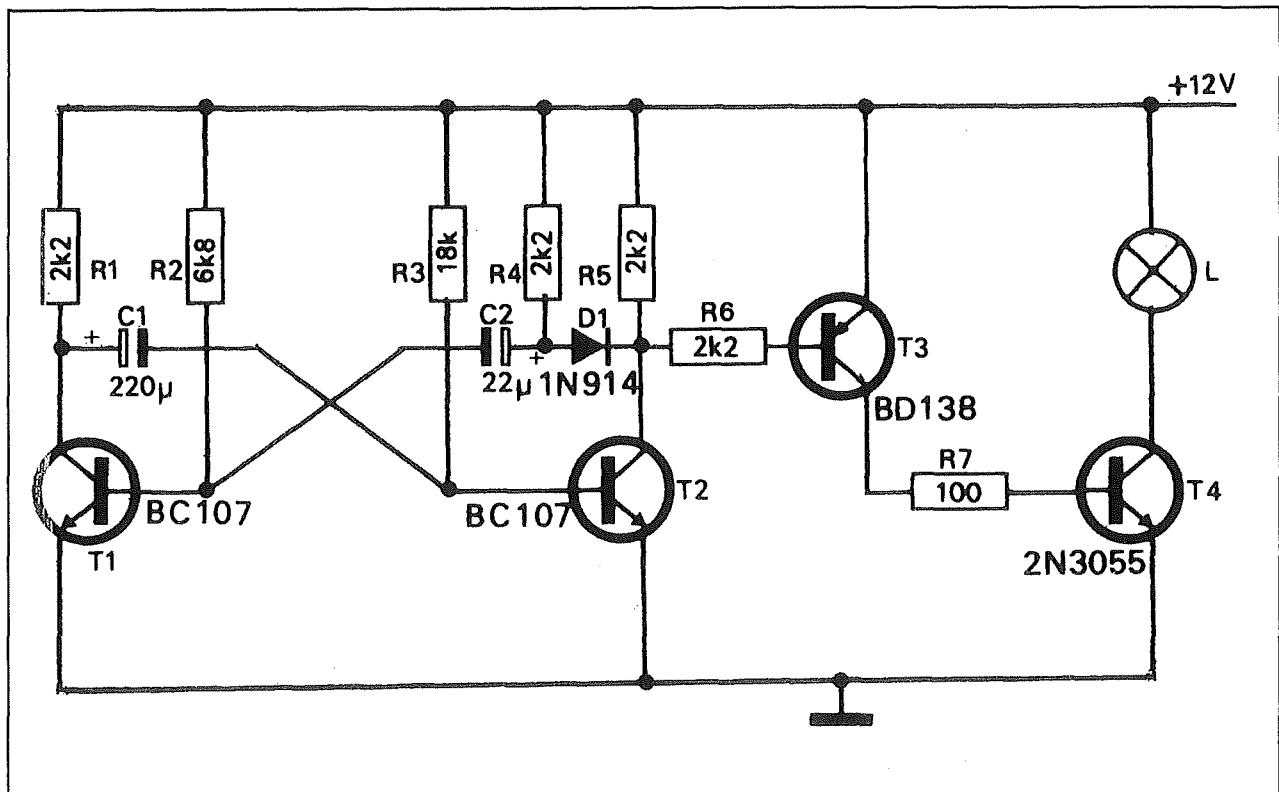 +12V
2k2
R1
R2
6k8
R3
18k
R4
2k2
R5
2k2
L
C1
+
220μ
C2
+
22μ
D1
1N914
R6
2k2
T3
BD138
R7
100
T1
BC107
BC107
T2
T4
2N3055